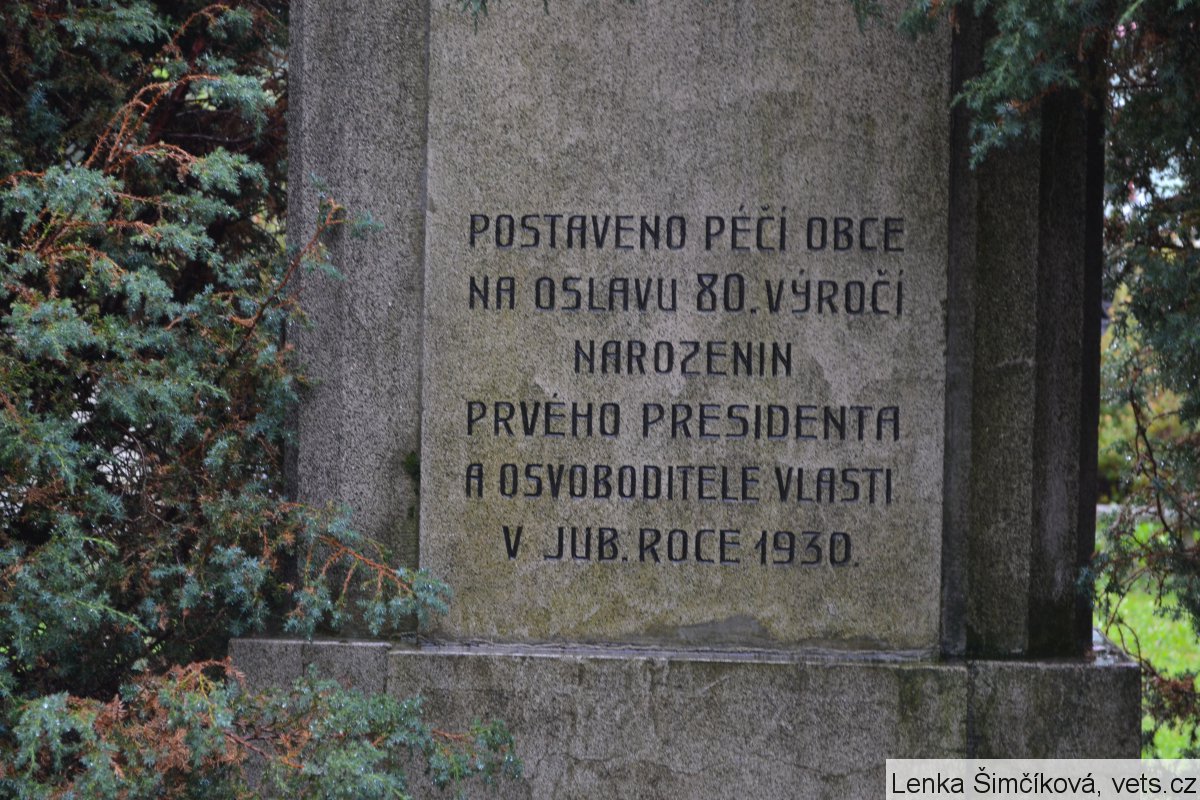 POSTAVENO PÉČÍ OBCE
NA OSLAVU 80. VÝROČÍ
NAROZENIN
PRVÉHO PRESIDENTA
A OSVOBODITELE VLASTI
V JUB. ROCE 1930.
Lenka Šimčíková, vets.cz